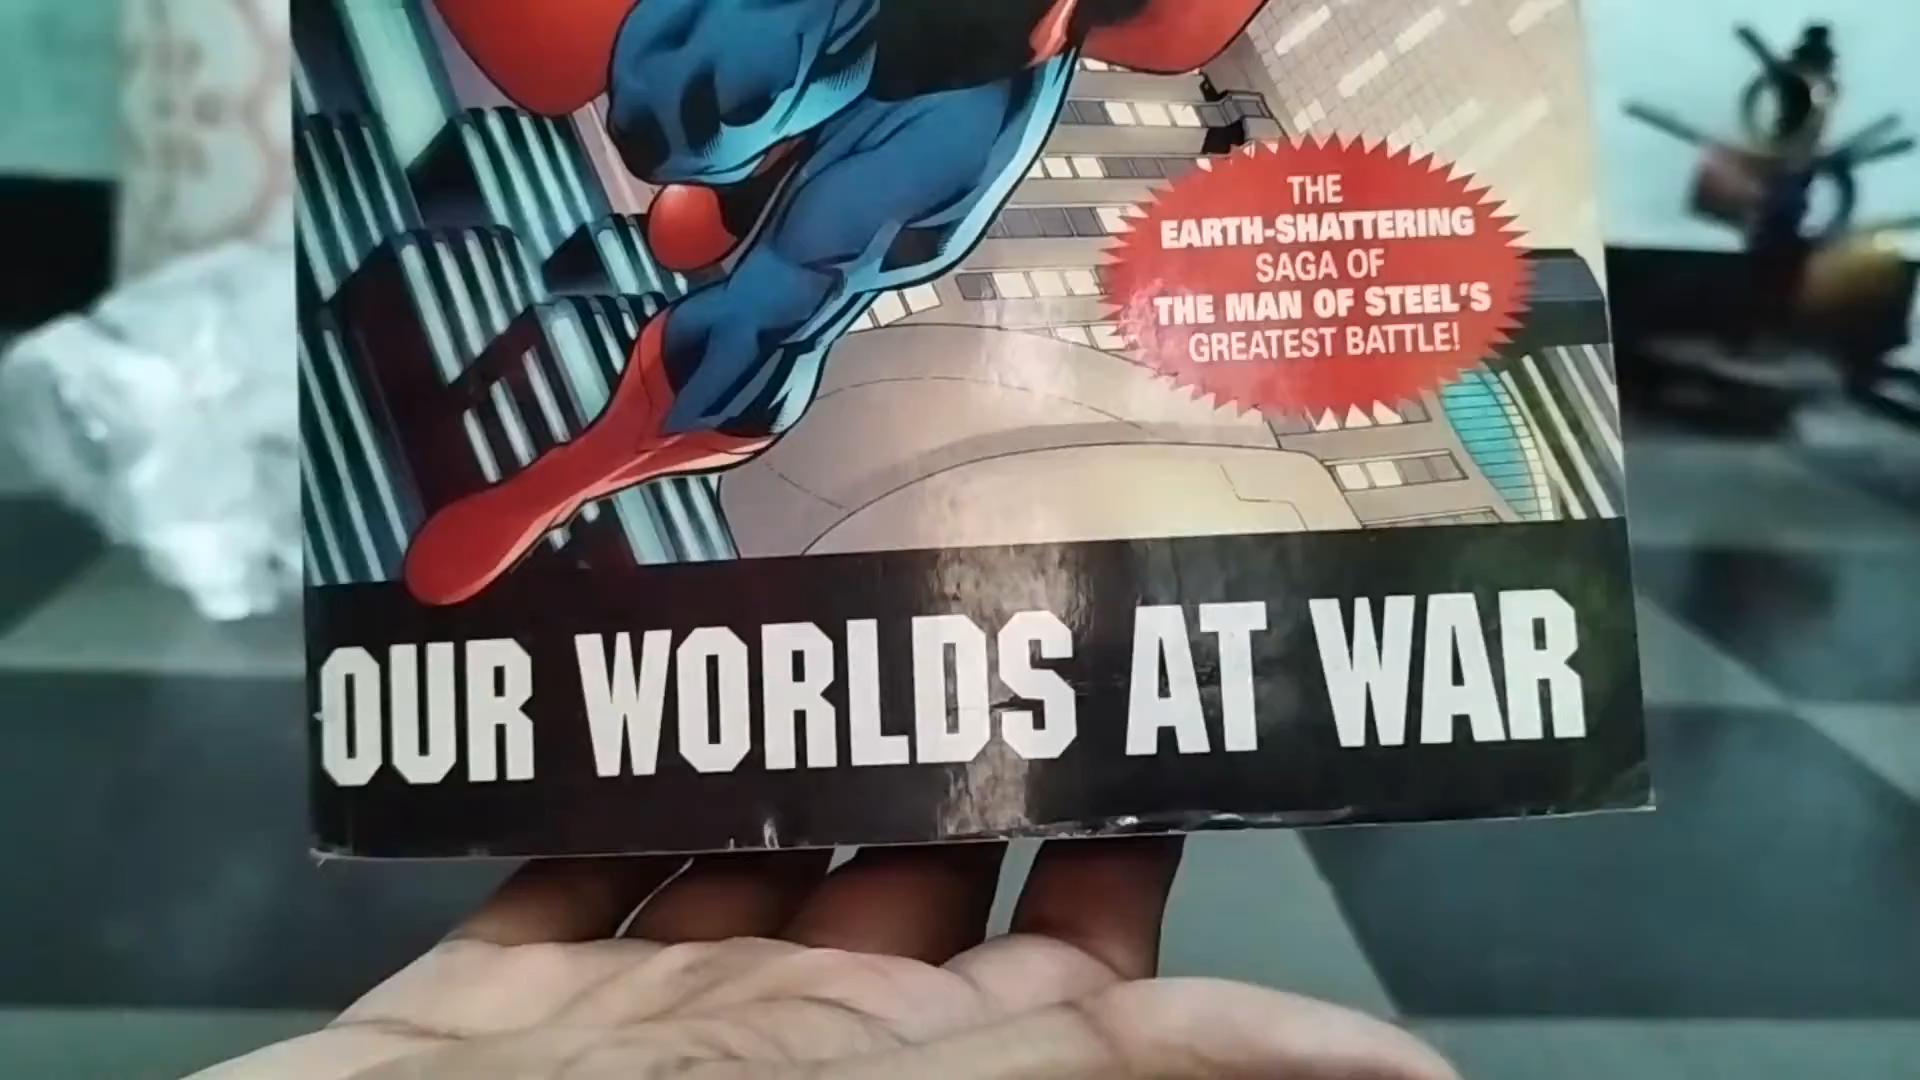 THE
EARTH-SHATTERING
SAGA OF
THE MAN OF STEEL'S
GREATEST BATTLE!
OUR WORLDS AT WAR